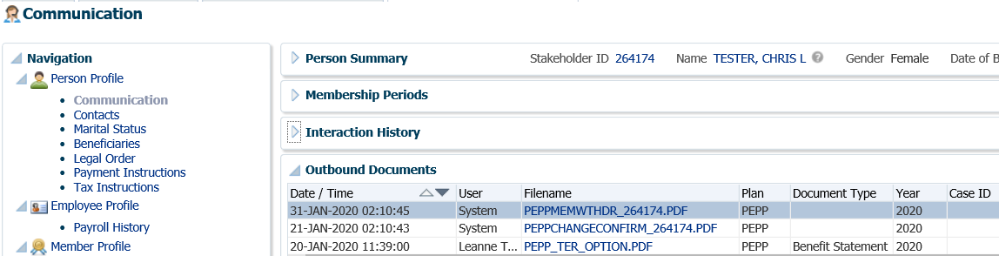 Communication
Navigation
Person Profile
Communication
Contacts
Marital Status
Beneficiaries
Legal Order
Payment Instructions
Tax Instructions
Employee Profile
Payroll History
Member Profile
Person Summary Stakeholder ID 264174 Name TESTER, CHRIS L Gender Female Date of B
Membership Periods
Interaction History
Outbound Documents
Date / Time User Filename Plan Document Type Year Case ID
31-JAN-2020 02:10:45 System PEPPMEMWTHDR_264174.PDF PEPP 2020
21-JAN-2020 02:10:43 System PEPPCHANGECONFIRM_264174.PDF PEPP 2020
20-JAN-2020 11:39:00 Leanne T... PEPP_TER_OPTION.PDF PEPP Benefit Statement 2020